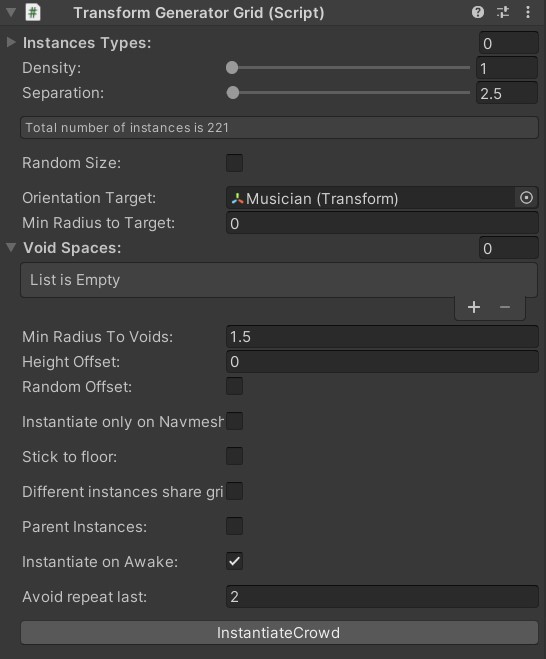 Transform Generator Grid (Script)
Instances Types: 0
Density: 1
Separation: 2.5
Total number of instances is 221
Random Size:
Orientation Target: Musician (Transform)
Min Radius to Target: 0
Void Spaces: 0
List is Empty
+ −
Min Radius To Voids: 1.5
Height Offset: 0
Random Offset:
Instantiate only on Navmesh
Stick to floor:
Different instances share gri
Parent Instances:
Instantiate on Awake:
Avoid repeat last: 2
InstantiateCrowd